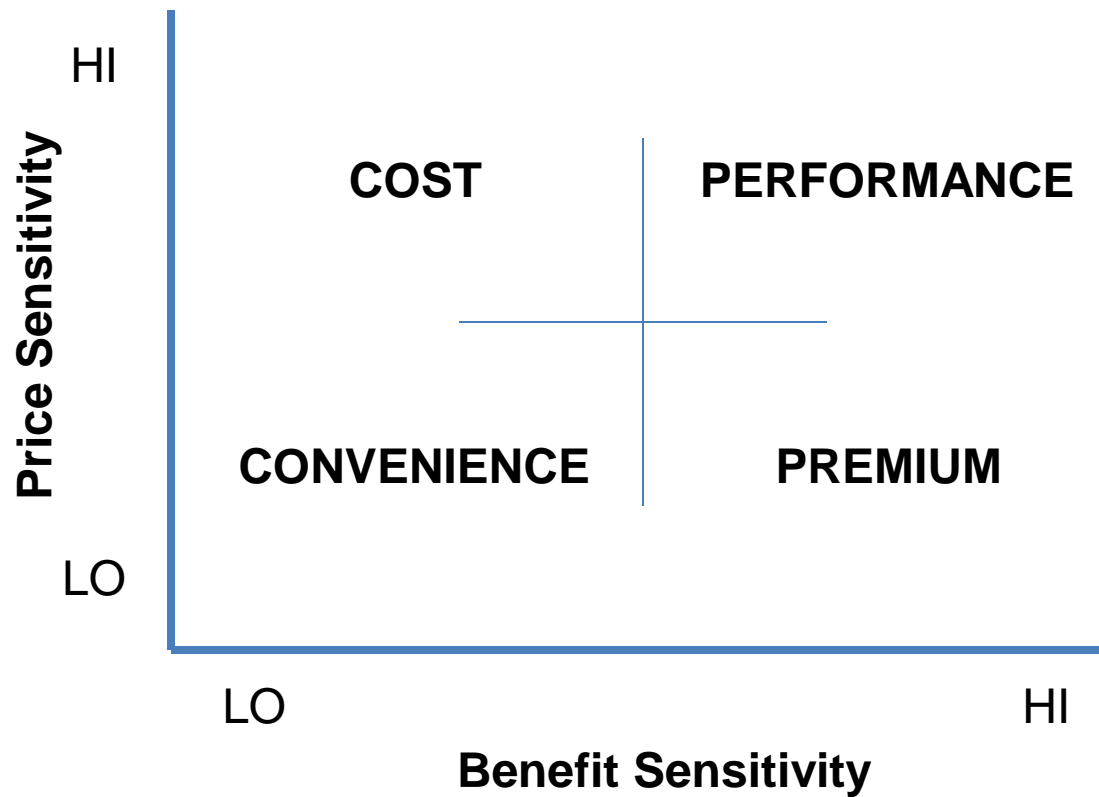 HI
Price Sensitivity
COST
PERFORMANCE
CONVENIENCE
PREMIUM
LO
LO
HI
Benefit Sensitivity